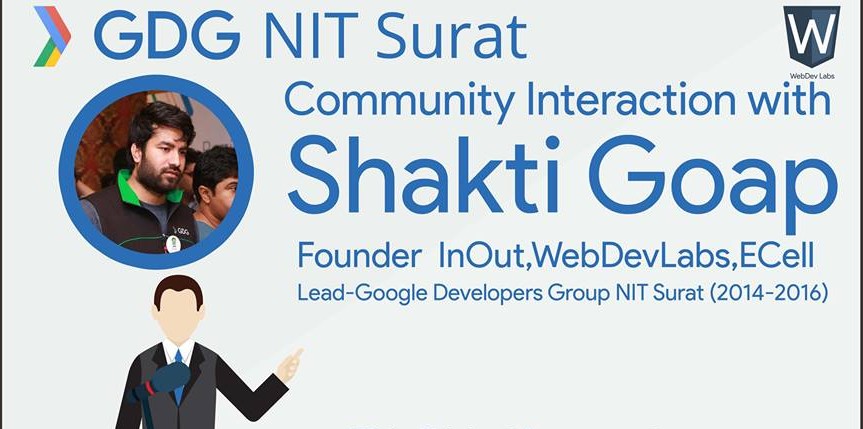 GDG NIT Surat
W
WebDev Labs
Community Interaction with
Shakti Goap
GDG
Founder InOut,WebDevLabs,ECell
Lead-Google Developers Group NIT Surat (2014-2016)